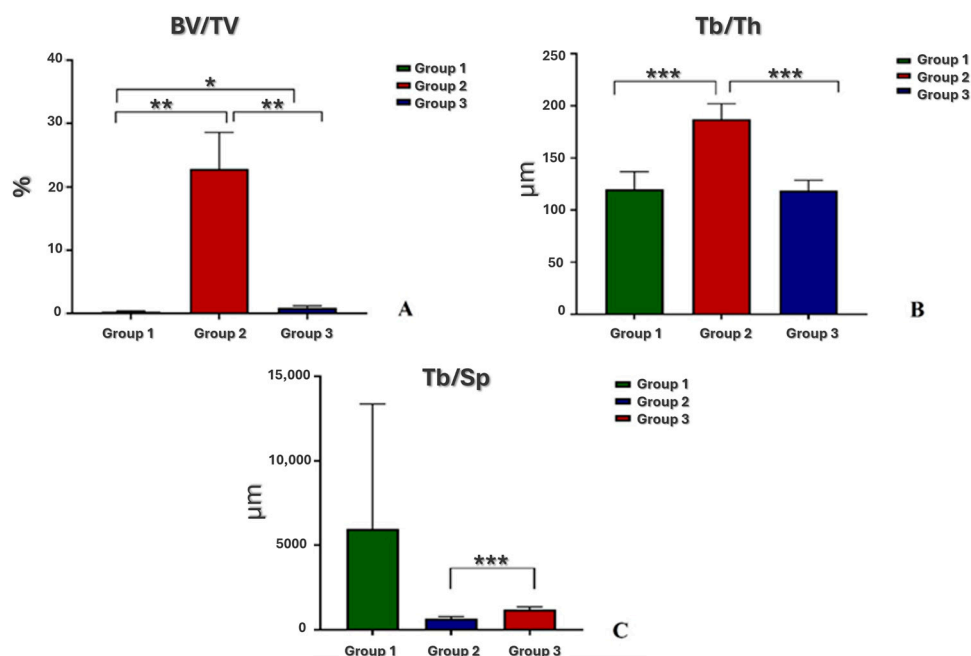 BV/TV
40
30
20
10
0
%
*
**
**
Group 1
Group 2
Group 3
Group 1
Group 2
Group 3
A
Tb/Th
250
200
150
100
50
0
µm
***
***
Group 1
Group 2
Group 3
Group 1
Group 2
Group 3
B
Tb/Sp
15,000
10,000
5000
0
µm
***
Group 1
Group 2
Group 3
Group 1
Group 2
Group 3
C